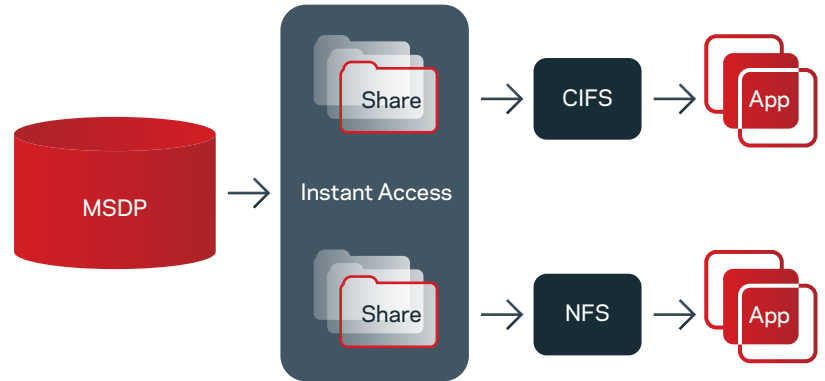 MSDP
Share
Instant Access
Share
CIFS
App
NFS
App